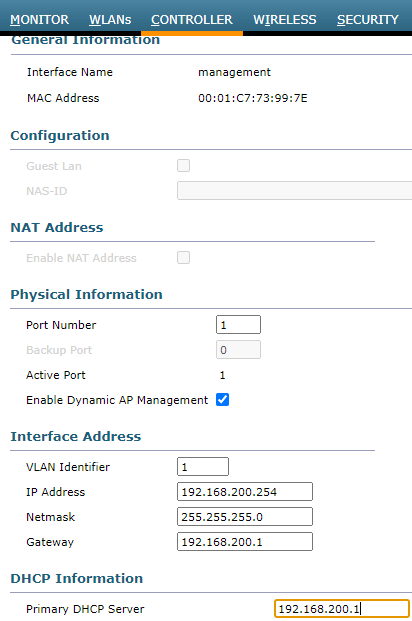 MONITOR WLANs CONTROLLER WIRELESS SECURITY
General Information
Interface Name management
MAC Address 00:01:C7:73:99:7E
Configuration
Guest Lan
NAS-ID
NAT Address
Enable NAT Address
Physical Information
Port Number 1
Backup Port 0
Active Port 1
Enable Dynamic AP Management
Interface Address
VLAN Identifier 1
IP Address 192.168.200.254
Netmask 255.255.255.0
Gateway 192.168.200.1
DHCP Information
Primary DHCP Server 192.168.200.1